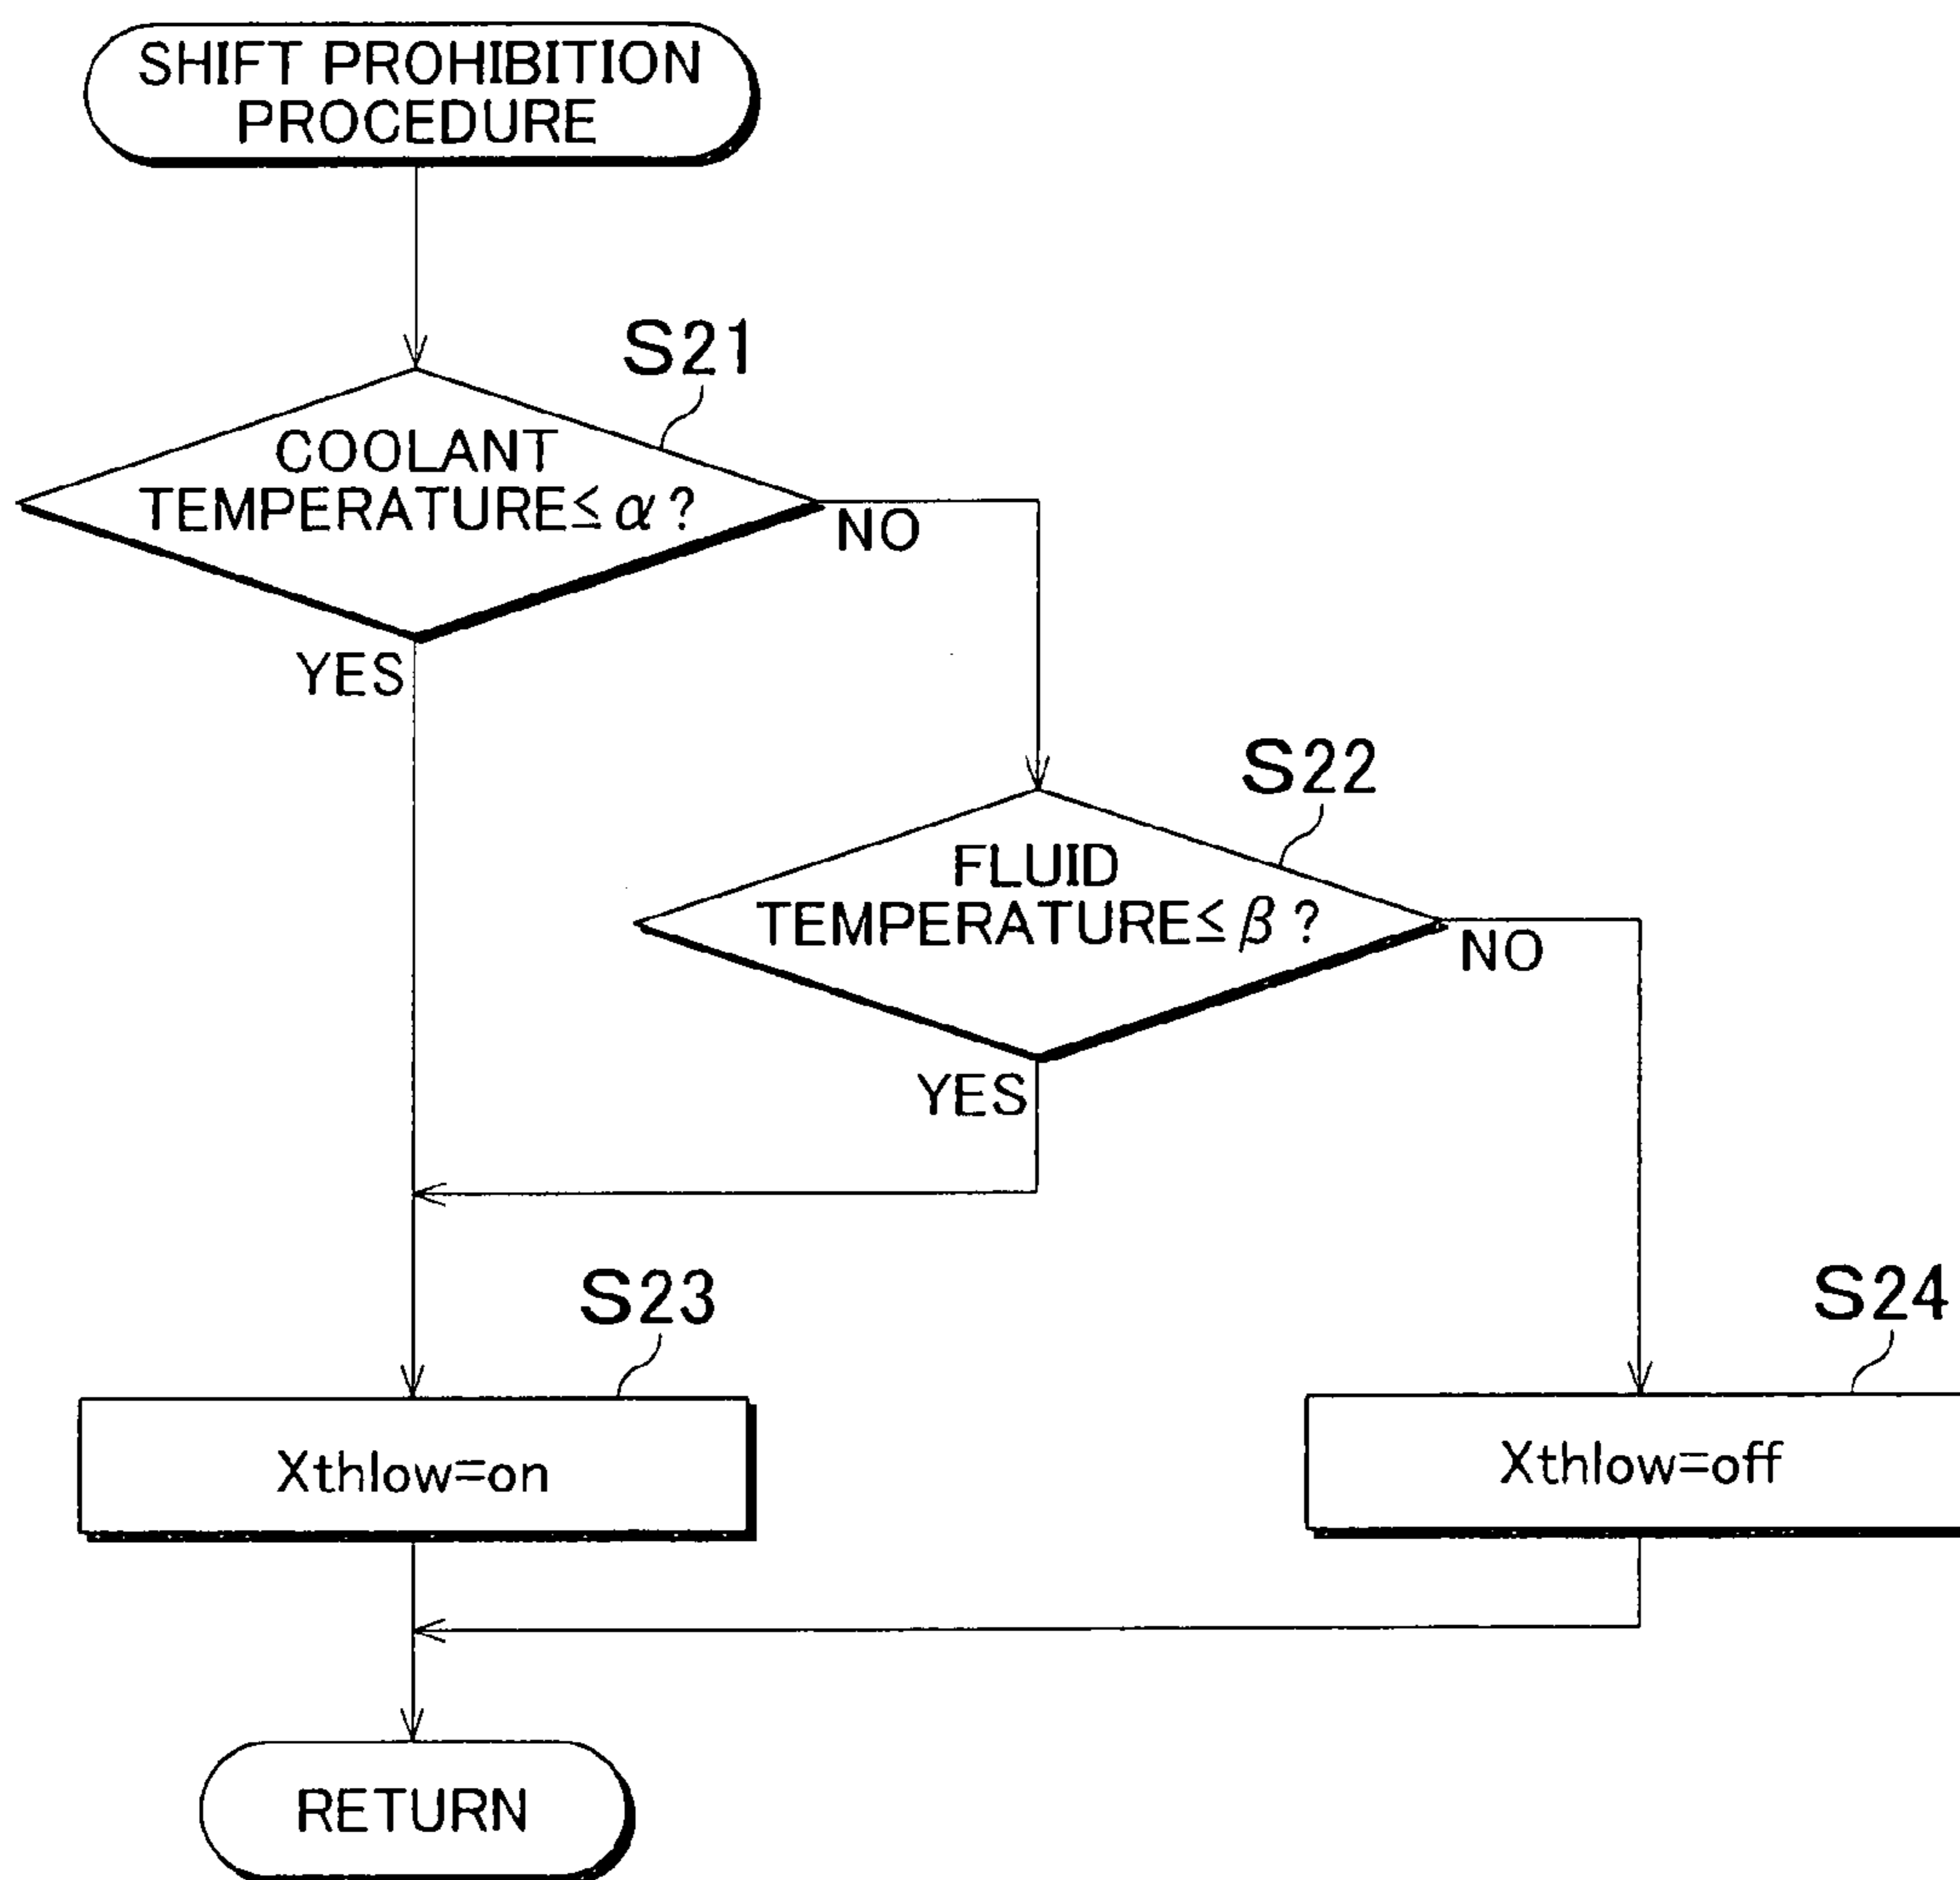 SHIFT PROHIBITION
PROCEDURE
S21
COOLANT
TEMPERATURE≤α?
NO
YES
S22
FLUID
TEMPERATURE≤β?
NO
YES
S23
Xthlow=on
S24
Xthlow=off
RETURN